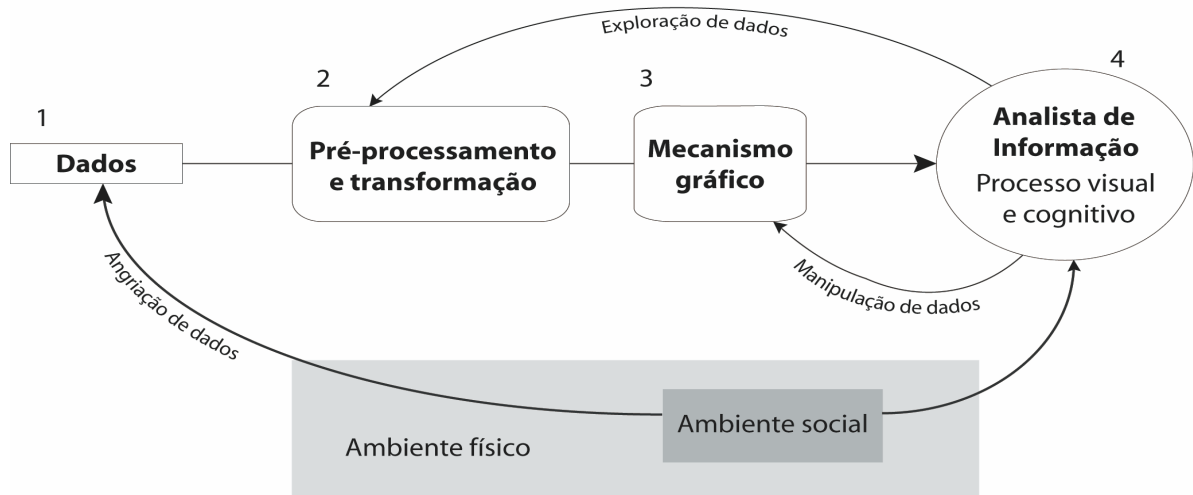 Exploração de dados
1
Dados
2
Pré-processamento
e transformação
3
Mecanismo
gráfico
4
Analista de
Informação
Processo visual
e cognitivo
Angriação de dados
Manipulação de dados
Ambiente social
Ambiente físico